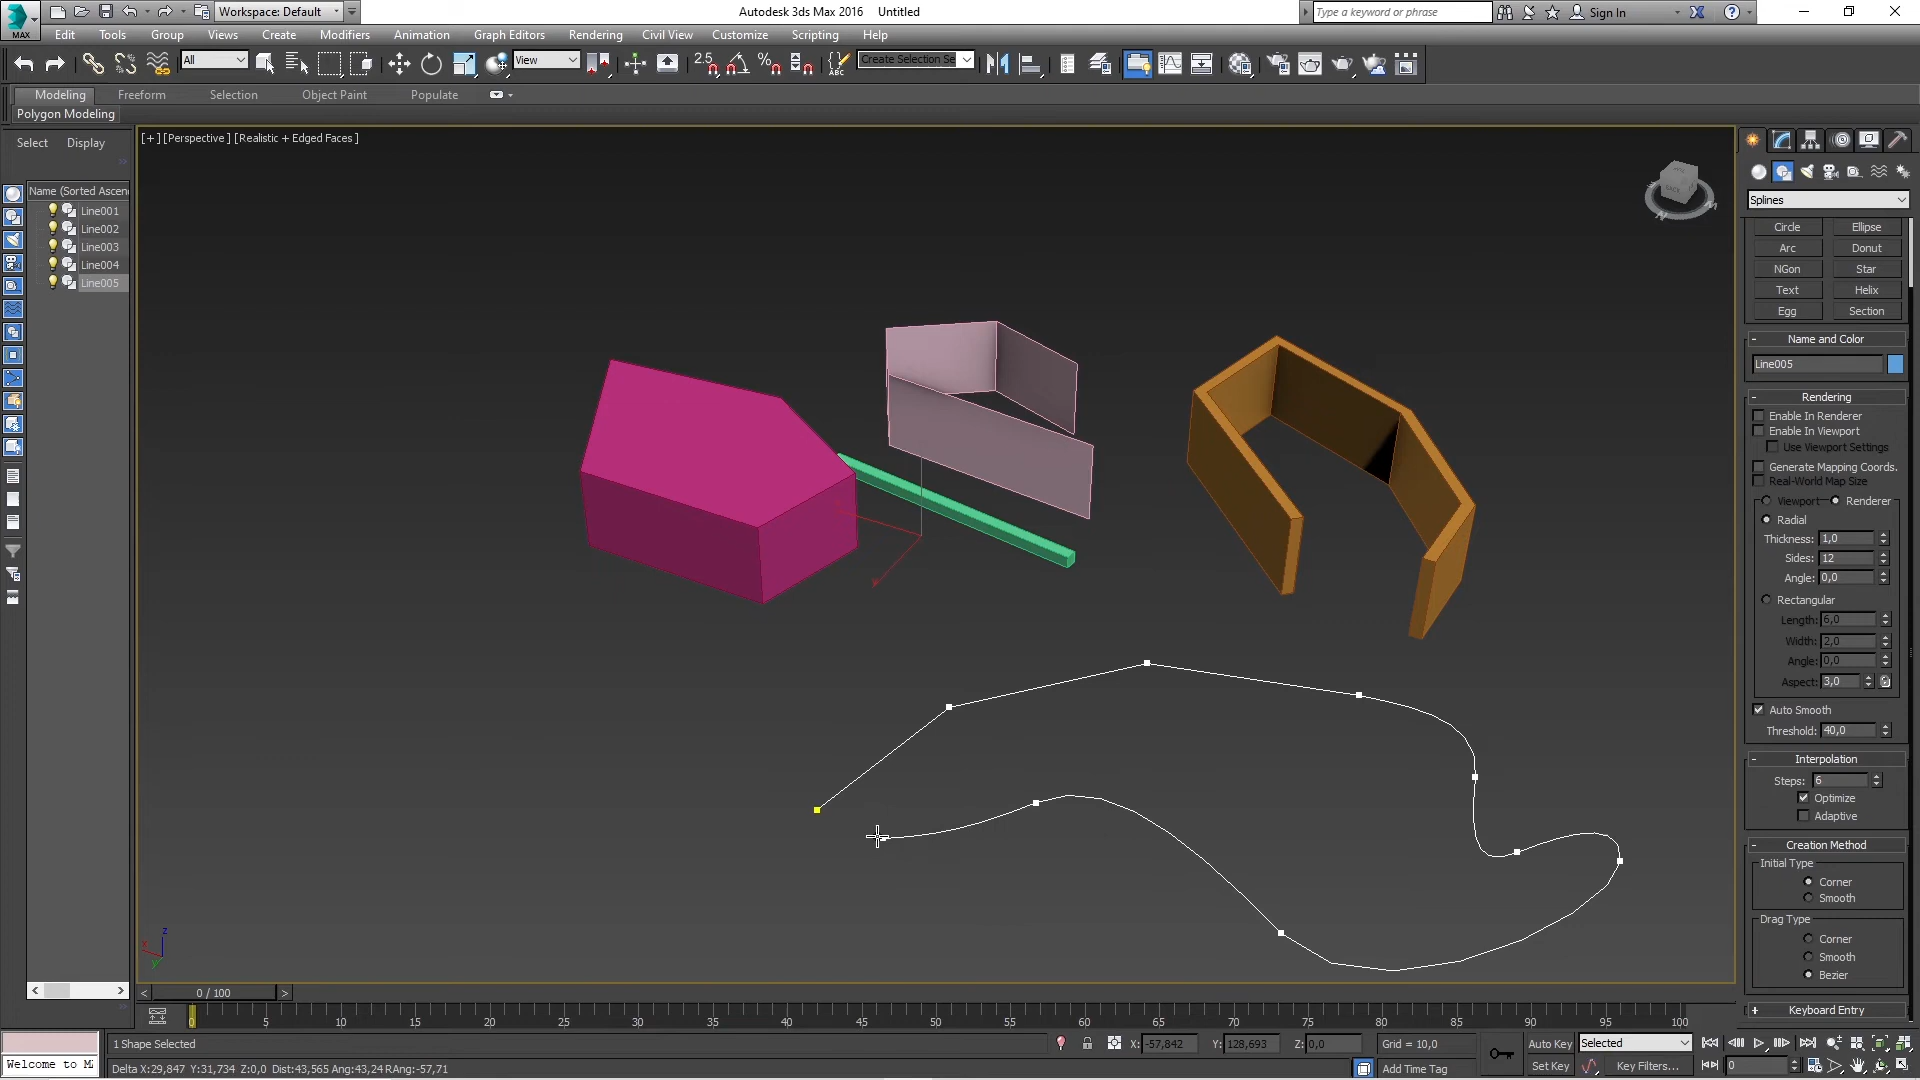 Workspace: Default
Autodesk 3ds Max 2016 Untitled
Type a keyword or phrase
Sign In
MAX
Edit Tools Group Views Create Modifiers Animation Graph Editors Rendering Civil View Customize Scripting Help
All
View
2.5
ABC
Create Selection Se
Modeling Freeform Selection Object Paint Populate
Polygon Modeling
Select Display
[+] [Perspective] [Realistic + Edged Faces]
Name (Sorted Ascen
Line001
Line002
Line003
Line004
Line005
BACK
Splines
Circle Ellipse
Arc Donut
NGon Star
Text Helix
Egg Section
- Name and Color
Line005
- Rendering
Enable In Renderer
Enable In Viewport
Use Viewport Settings
Generate Mapping Coords.
Real-World Map Size
Viewport Renderer
Radial
Thickness: 1,0
Sides: 12
Angle: 0,0
Rectangular
Length: 6,0
Width: 2,0
Angle: 0,0
Aspect: 3,0
Auto Smooth
Threshold: 40,0
- Interpolation
Steps: 6
Optimize
Adaptive
- Creation Method
Initial Type
Corner
Smooth
Drag Type
Corner
Smooth
Bezier
+ Keyboard Entry
z
x
y
< 0 / 100 >
0 5 10 15 20 25 30 35 40 45 50 55 60 65 70 75 80 85 90 95 100
1 Shape Selected
X: -57,842 Y: 128,693 Z: 0,0 Grid = 10,0
Auto Key Selected
Welcome to M
Delta X:29,847 Y:31,734 Z:0,0 Dist:43,565 Ang:43,24 RAng:-57,71
Add Time Tag
Set Key Key Filters...
0